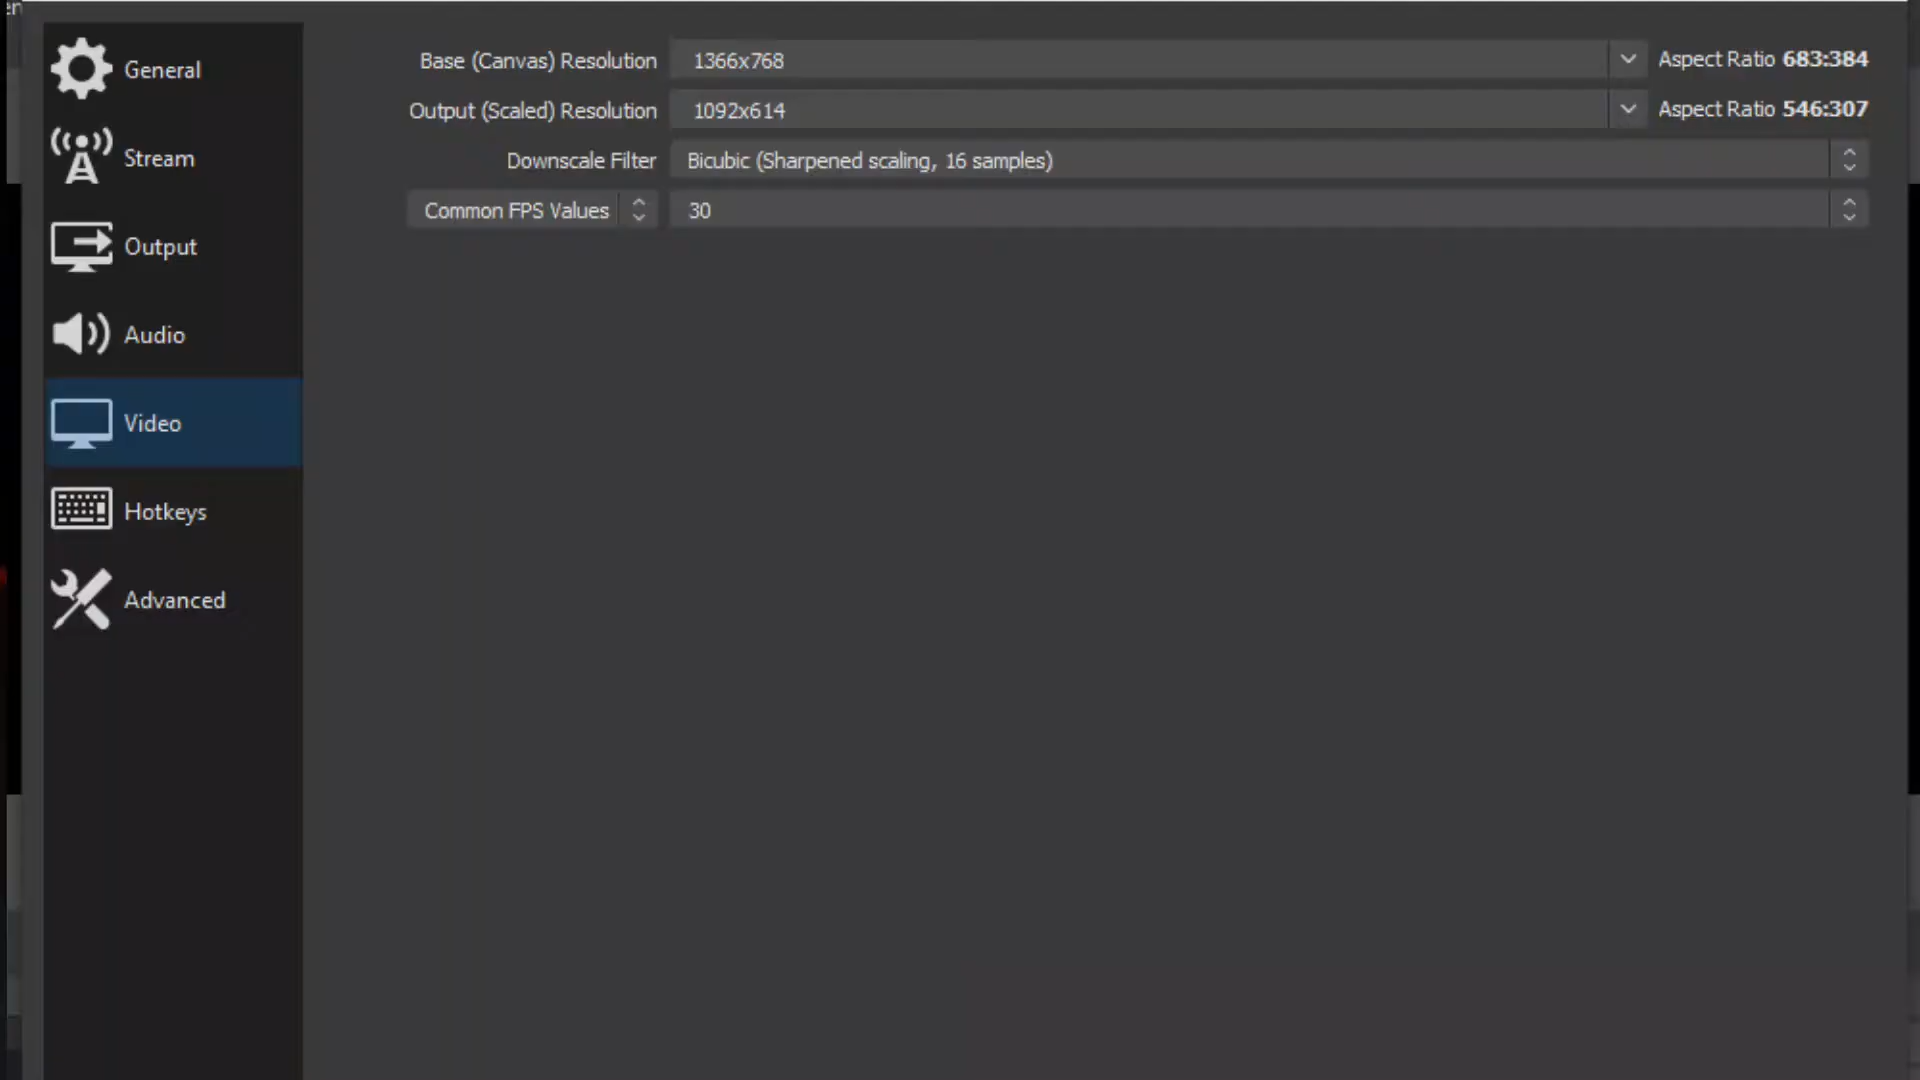 General
Stream
Output
Audio
Video
Hotkeys
Advanced
Base (Canvas) Resolution 1366x768 Aspect Ratio 683:384
Output (Scaled) Resolution 1092x614 Aspect Ratio 546:307
Downscale Filter Bicubic (Sharpened scaling, 16 samples)
Common FPS Values 30